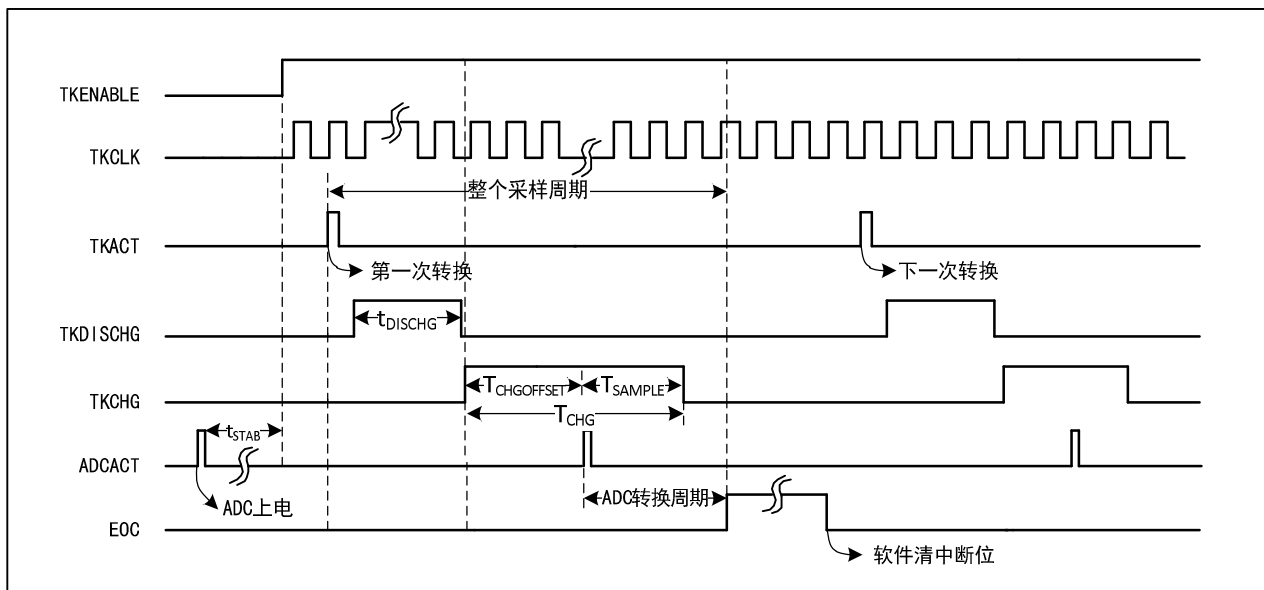 TKENABLE
TKCLK
整个采样周期
TKACT
第一次转换
下一次转换
tDISCHG
TKDISCHG
TCHGOFFSET
TSAMPLE
TKCHG
TCHG
tSTAB
ADCACT
ADC上电
ADC转换周期
EOC
软件清中断位